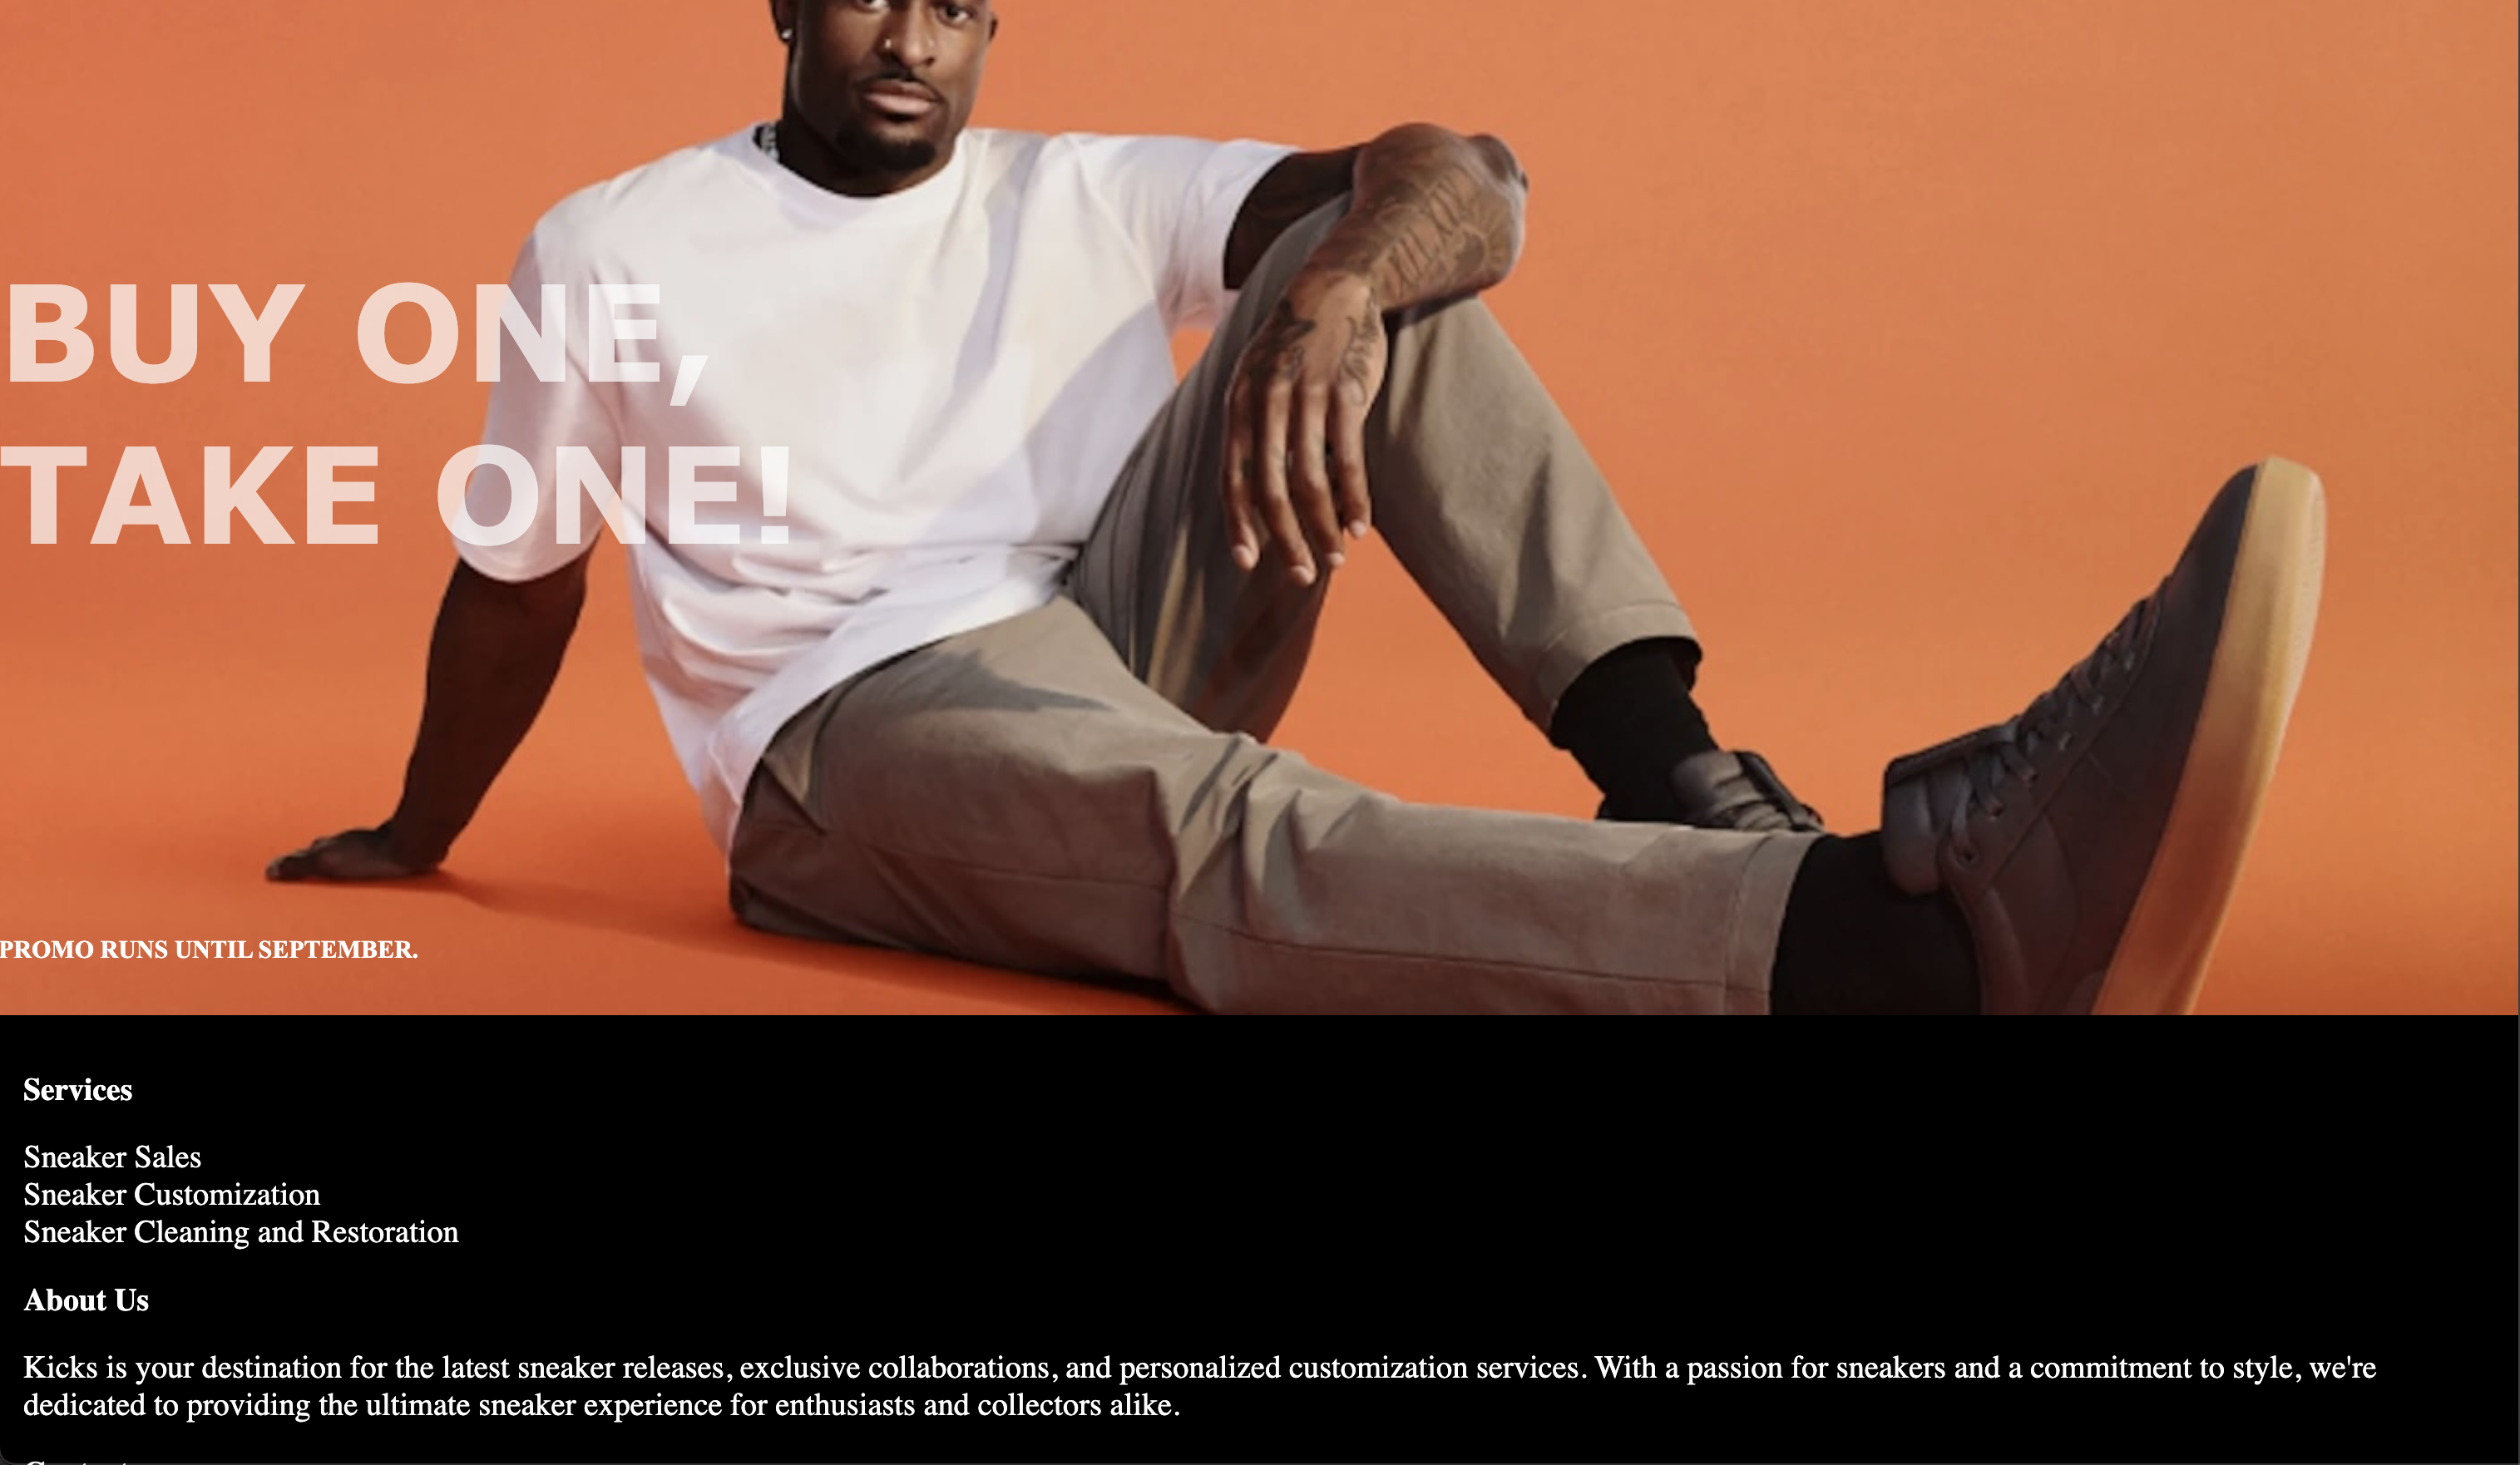 BUY ONE,
TAKE ONE!
PROMO RUNS UNTIL SEPTEMBER.
Services
Sneaker Sales
Sneaker Customization
Sneaker Cleaning and Restoration
About Us
Kicks is your destination for the latest sneaker releases, exclusive collaborations, and personalized customization services. With a passion for sneakers and a commitment to style, we're
dedicated to providing the ultimate sneaker experience for enthusiasts and collectors alike.